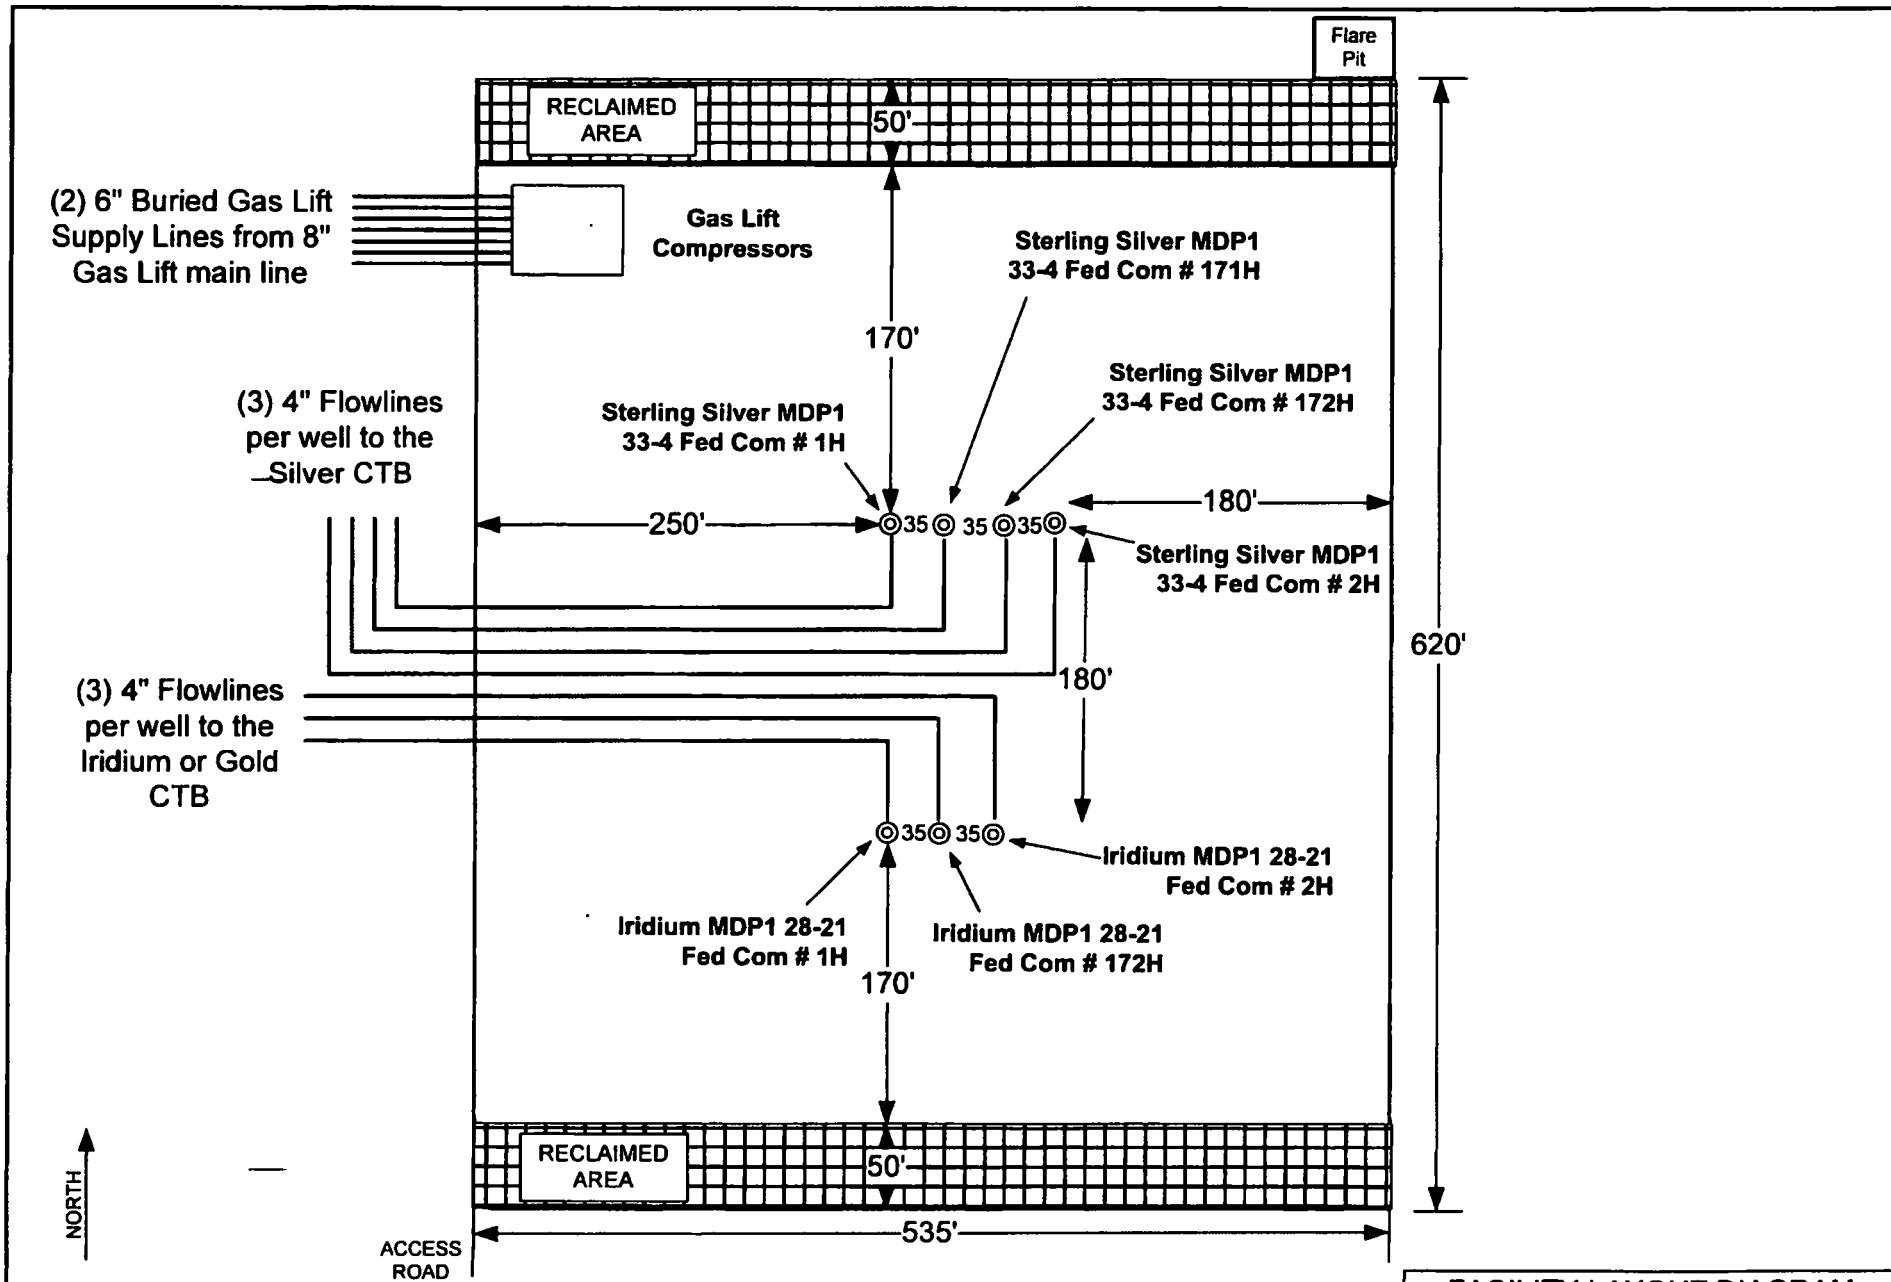 Flare
Pit
RECLAIMED
AREA
50'
(2) 6" Buried Gas Lift
Supply Lines from 8"
Gas Lift main line
Gas Lift
Compressors
Sterling Silver MDP1
33-4 Fed Com # 171H
170'
Sterling Silver MDP1
33-4 Fed Com # 172H
(3) 4" Flowlines
per well to the
Silver CTB
Sterling Silver MDP1
33-4 Fed Com # 1H
180'
250'
35
35
35
Sterling Silver MDP1
33-4 Fed Com # 2H
620'
180'
(3) 4" Flowlines
per well to the
Iridium or Gold
CTB
35
35
Iridium MDP1 28-21
Fed Com # 2H
Iridium MDP1 28-21
Fed Com # 1H
Iridium MDP1 28-21
Fed Com # 172H
170'
RECLAIMED
AREA
50'
NORTH
535'
ACCESS
ROAD
FACILITY LAYOUT DIAGRAM